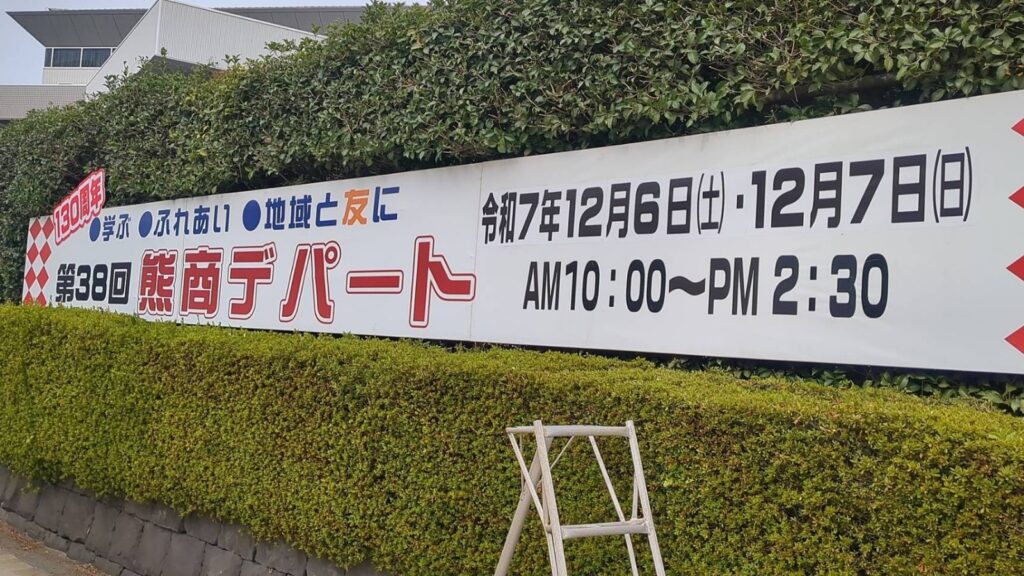 130周年
●学ぶ ●ふれあい ●地域と友に
第38回 熊商デパート
令和7年12月6日(土)・12月7日(日)
AM10:00〜PM2:30